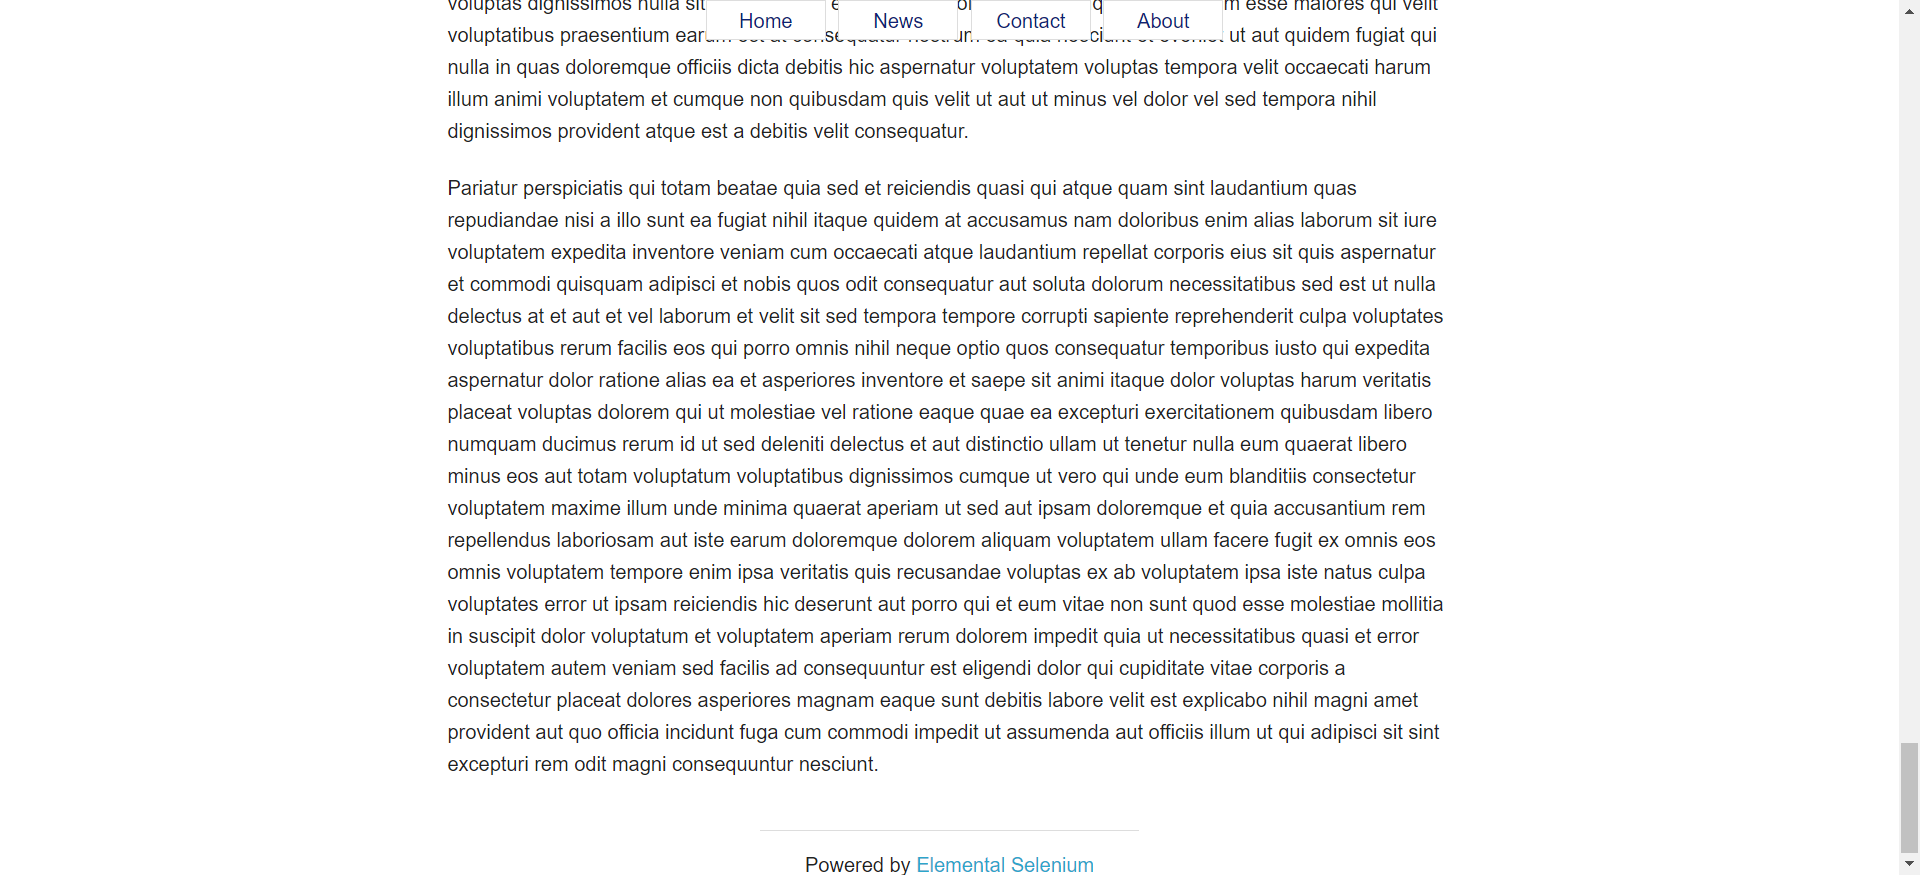 Home News Contact About
voluptas dignissimos nulla sit esse maiores qui velit
voluptatibus praesentium ut aut quidem fugiat qui
nulla in quas doloremque officiis dicta debitis hic aspernatur voluptatem voluptas tempora velit occaecati harum
illum animi voluptatem et cumque non quibusdam quis velit ut aut ut minus vel dolor vel sed tempora nihil
dignissimos provident atque est a debitis velit consequatur.
Pariatur perspiciatis qui totam beatae quia sed et reiciendis quasi qui atque quam sint laudantium quas
repudiandae nisi a illo sunt ea fugiat nihil itaque quidem at accusamus nam doloribus enim alias laborum sit iure
voluptatem expedita inventore veniam cum occaecati atque laudantium repellat corporis eius sit quis aspernatur
et commodi quisquam adipisci et nobis quos odit consequatur aut soluta dolorum necessitatibus sed est ut nulla
delectus at et aut et vel laborum et velit sit sed tempora tempore corrupti sapiente reprehenderit culpa voluptates
voluptatibus rerum facilis eos qui porro omnis nihil neque optio quos consequatur temporibus iusto qui expedita
aspernatur dolor ratione alias ea et asperiores inventore et saepe sit animi itaque dolor voluptas harum veritatis
placeat voluptas dolorem qui ut molestiae vel ratione eaque quae ea excepturi exercitationem quibusdam libero
numquam ducimus rerum id ut sed deleniti delectus et aut distinctio ullam ut tenetur nulla eum quaerat libero
minus eos aut totam voluptatum voluptatibus dignissimos cumque ut vero qui unde eum blanditiis consectetur
voluptatem maxime illum unde minima quaerat aperiam ut sed aut ipsam doloremque et quia accusantium rem
repellendus laboriosam aut iste earum doloremque dolorem aliquam voluptatem ullam facere fugit ex omnis eos
omnis voluptatem tempore enim ipsa veritatis quis recusandae voluptas ex ab voluptatem ipsa iste natus culpa
voluptates error ut ipsam reiciendis hic deserunt aut porro qui et eum vitae non sunt quod esse molestiae mollitia
in suscipit dolor voluptatum et voluptatem aperiam rerum dolorem impedit quia ut necessitatibus quasi et error
voluptatem autem veniam sed facilis ad consequuntur est eligendi dolor qui cupiditate vitae corporis a
consectetur placeat dolores asperiores magnam eaque sunt debitis labore velit est explicabo nihil magni amet
provident aut quo officia incidunt fuga cum commodi impedit ut assumenda aut officiis illum ut qui adipisci sit sint
excepturi rem odit magni consequuntur nesciunt.
Powered by Elemental Selenium